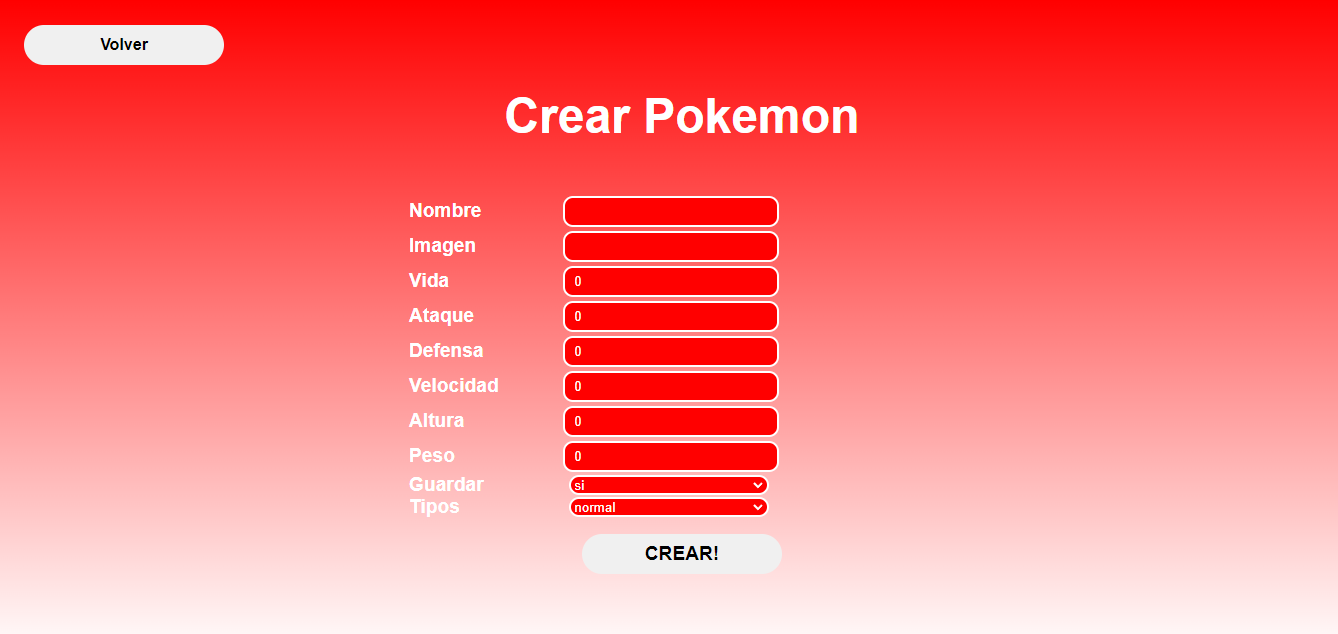 Volver
Crear Pokemon
Nombre
Imagen
Vida 0
Ataque 0
Defensa 0
Velocidad 0
Altura 0
Peso 0
Guardar si
Tipos normal
CREAR!